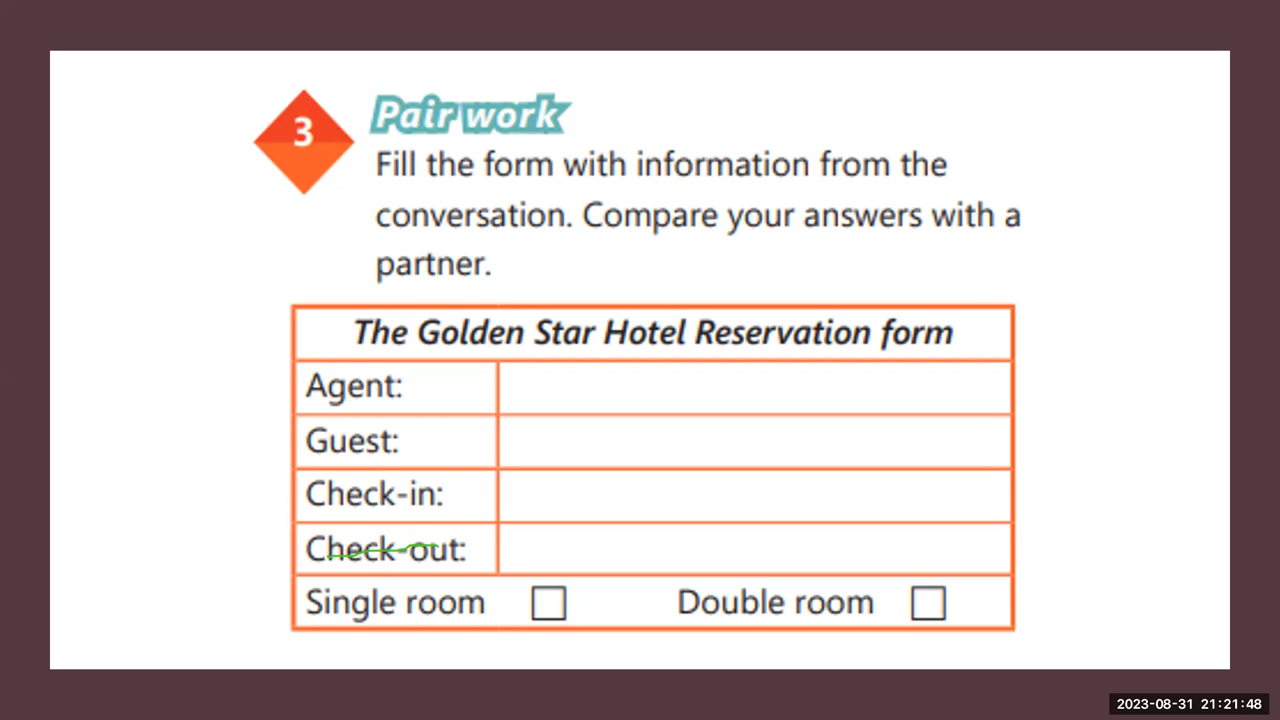 3
Pair work
Fill the form with information from the
conversation. Compare your answers with a
partner.
The Golden Star Hotel Reservation form
Agent:
Guest:
Check-in:
Check-out:
Single room Double room
2023-08-31 21:21:48